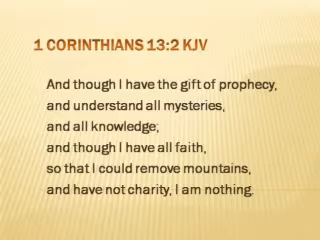 1 CORINTHIANS 13:2 KJV
And though I have the gift of prophecy,
and understand all mysteries,
and all knowledge;
and though I have all faith,
so that I could remove mountains,
and have not charity, I am nothing.